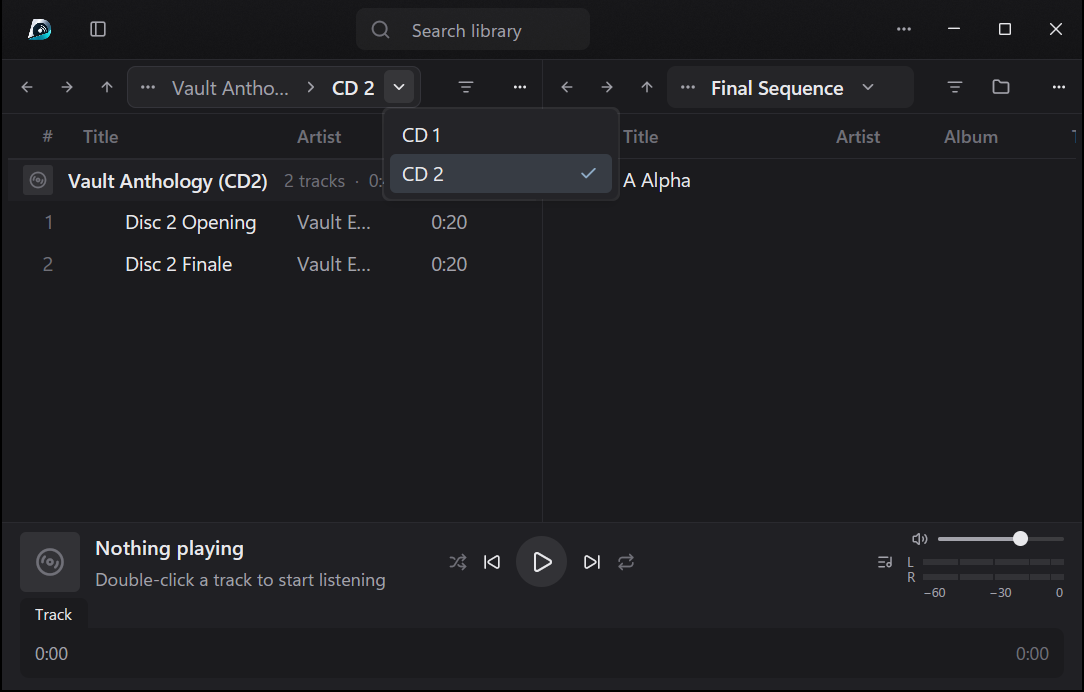 Search library
Vault Antho... CD 2
Final Sequence
# Title Artist
CD 1
CD 2
Title Artist Album
Vault Anthology (CD2) 2 tracks · 0:
A Alpha
1 Disc 2 Opening Vault E... 0:20
2 Disc 2 Finale Vault E... 0:20
Nothing playing
Double-click a track to start listening
L
R
−60 −30 0
Track
0:00 0:00